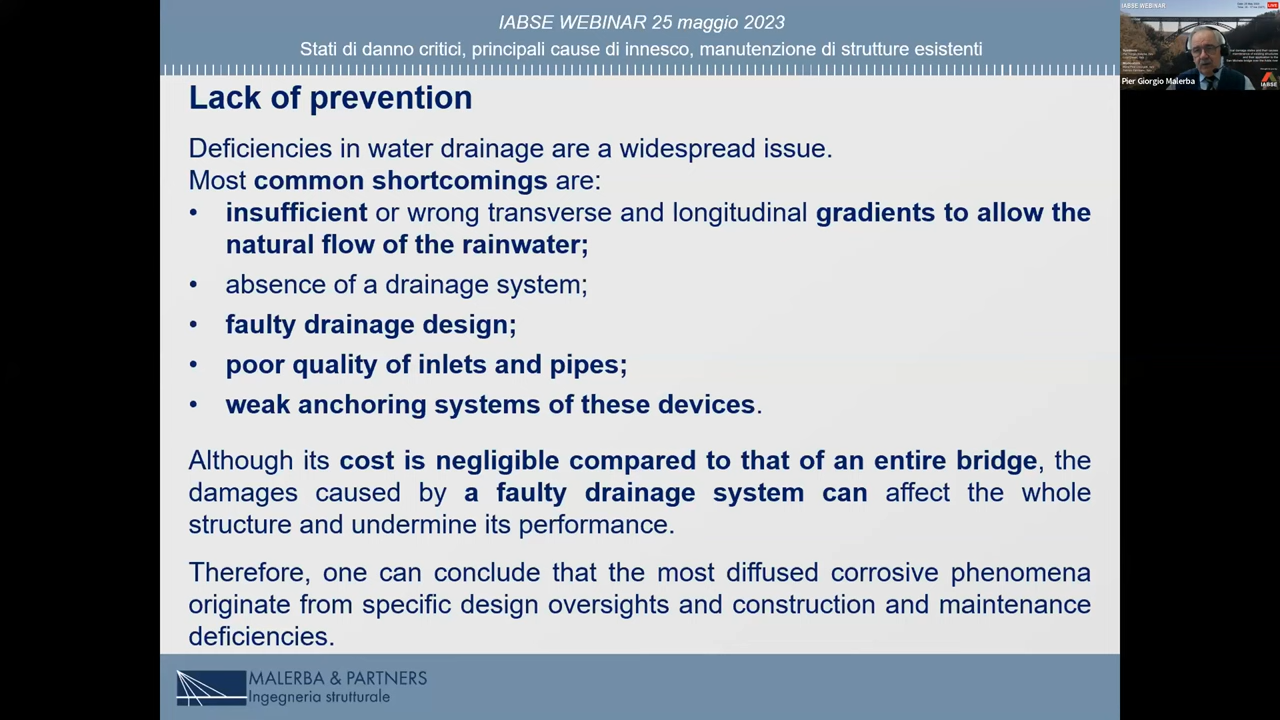 IABSE WEBINAR 25 maggio 2023
Stati di danno critici, principali cause di innesco, manutenzione di strutture esistenti
Lack of prevention
Deficiencies in water drainage are a widespread issue.
Most common shortcomings are:
• insufficient or wrong transverse and longitudinal gradients to allow the
natural flow of the rainwater;
• absence of a drainage system;
• faulty drainage design;
• poor quality of inlets and pipes;
• weak anchoring systems of these devices.
Although its cost is negligible compared to that of an entire bridge, the
damages caused by a faulty drainage system can affect the whole
structure and undermine its performance.
Therefore, one can conclude that the most diffused corrosive phenomena
originate from specific design oversights and construction and maintenance
deficiencies.
MALERBA & PARTNERS
Ingegneria strutturale
IABSE WEBINAR
LIVE
Pier Giorgio Malerba
IABSE